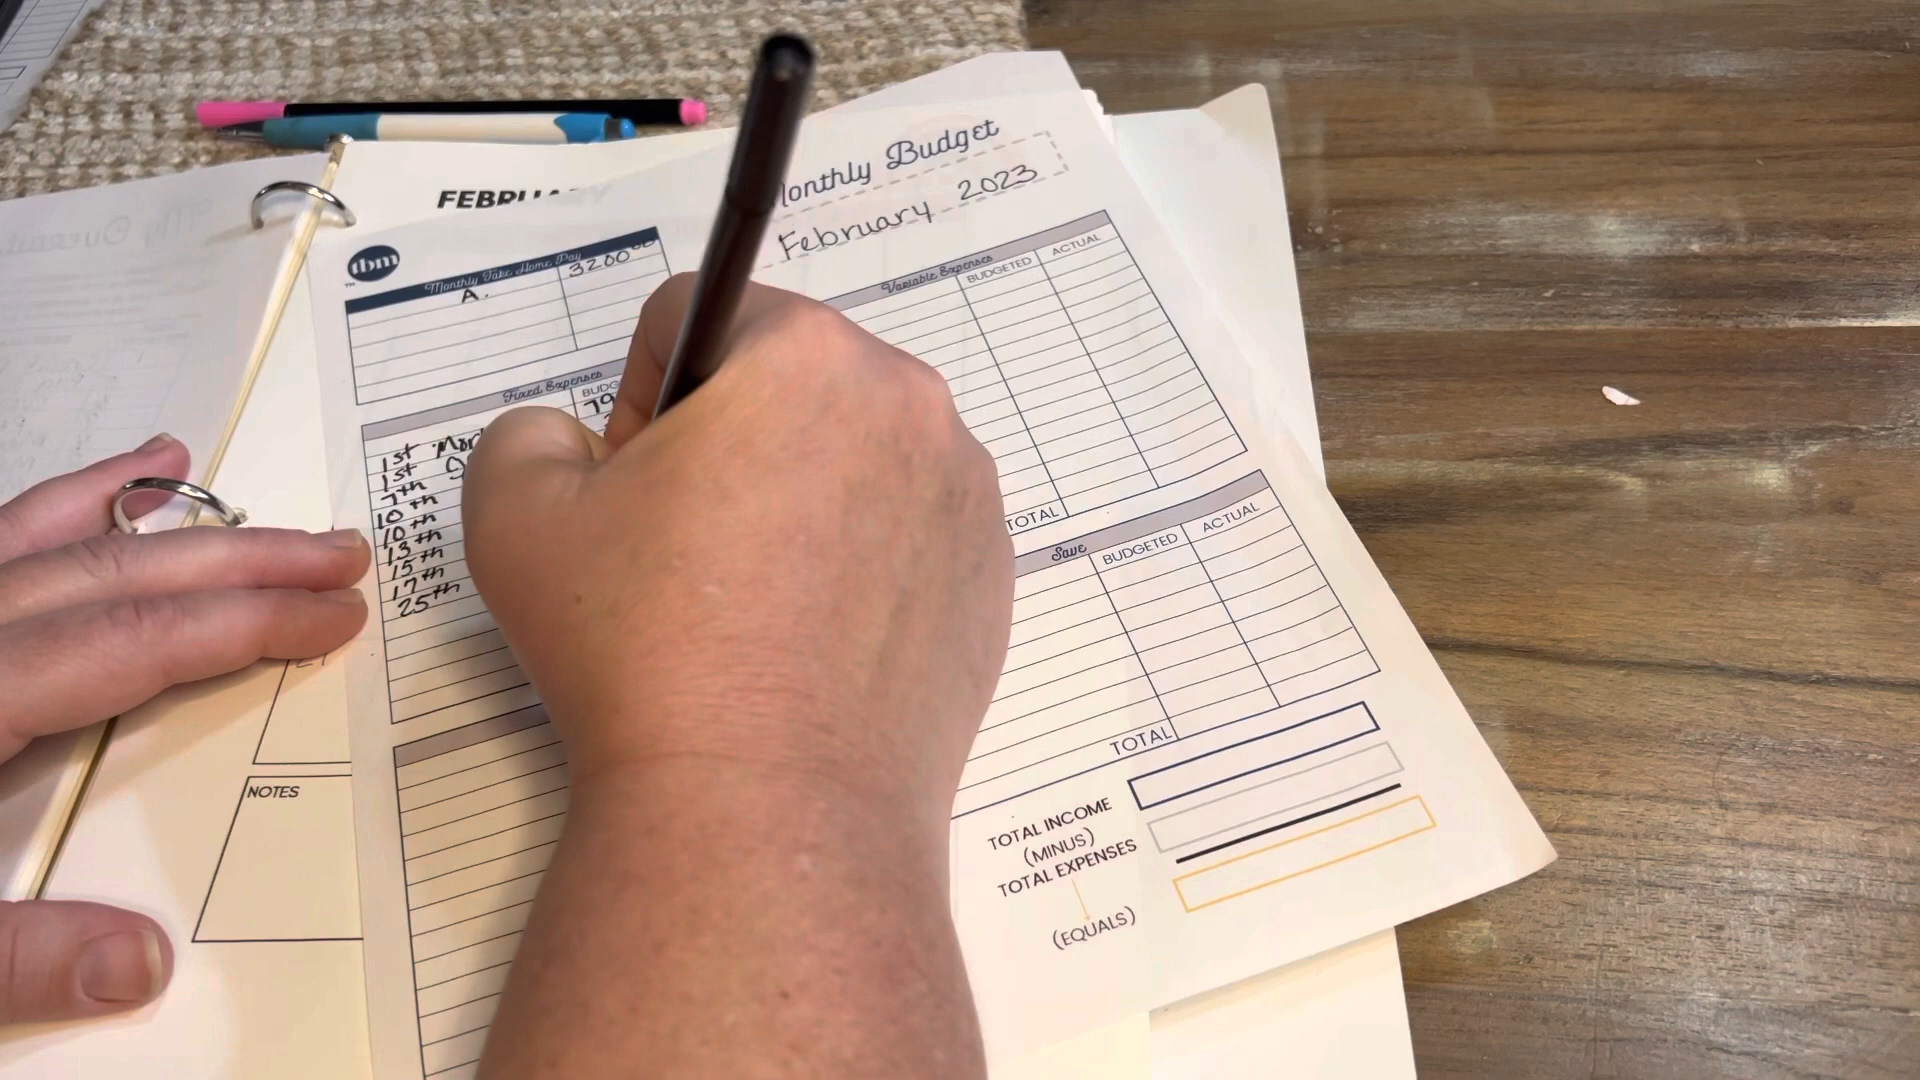 Monthly Budget
February 2023
tbm
Monthly Take Home Pay
A. 3200
Fixed Expenses
1st
1st
7th
10th
10th
13th
15th
17th
25th
Variable Expenses BUDGETED ACTUAL
TOTAL
Save BUDGETED ACTUAL
TOTAL
TOTAL INCOME
(MINUS)
TOTAL EXPENSES
(EQUALS)
NOTES